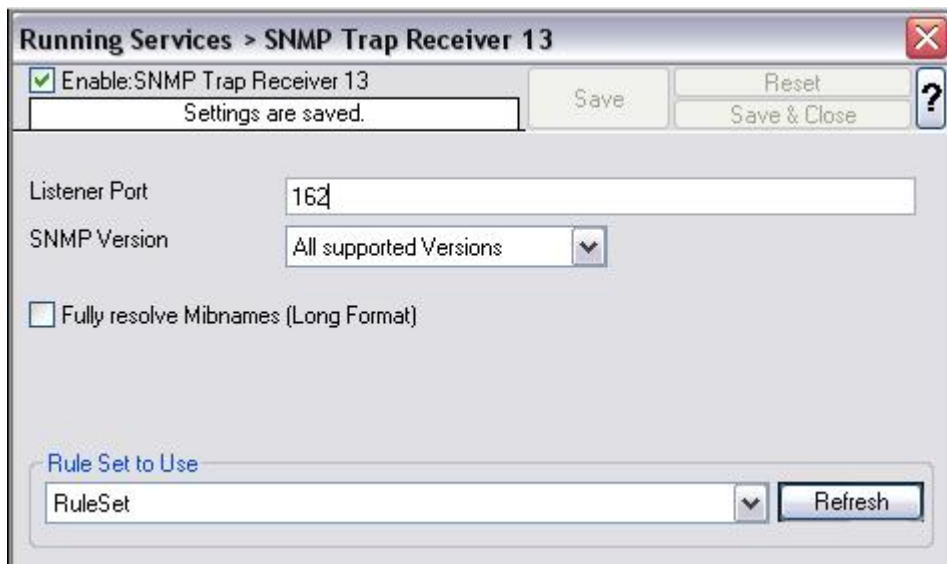 Running Services > SNMP Trap Receiver 13
Enable:SNMP Trap Receiver 13
Settings are saved.
Save
Reset
Save & Close
?
Listener Port
162
SNMP Version
All supported Versions
Fully resolve Mibnames (Long Format)
Rule Set to Use
RuleSet
Refresh